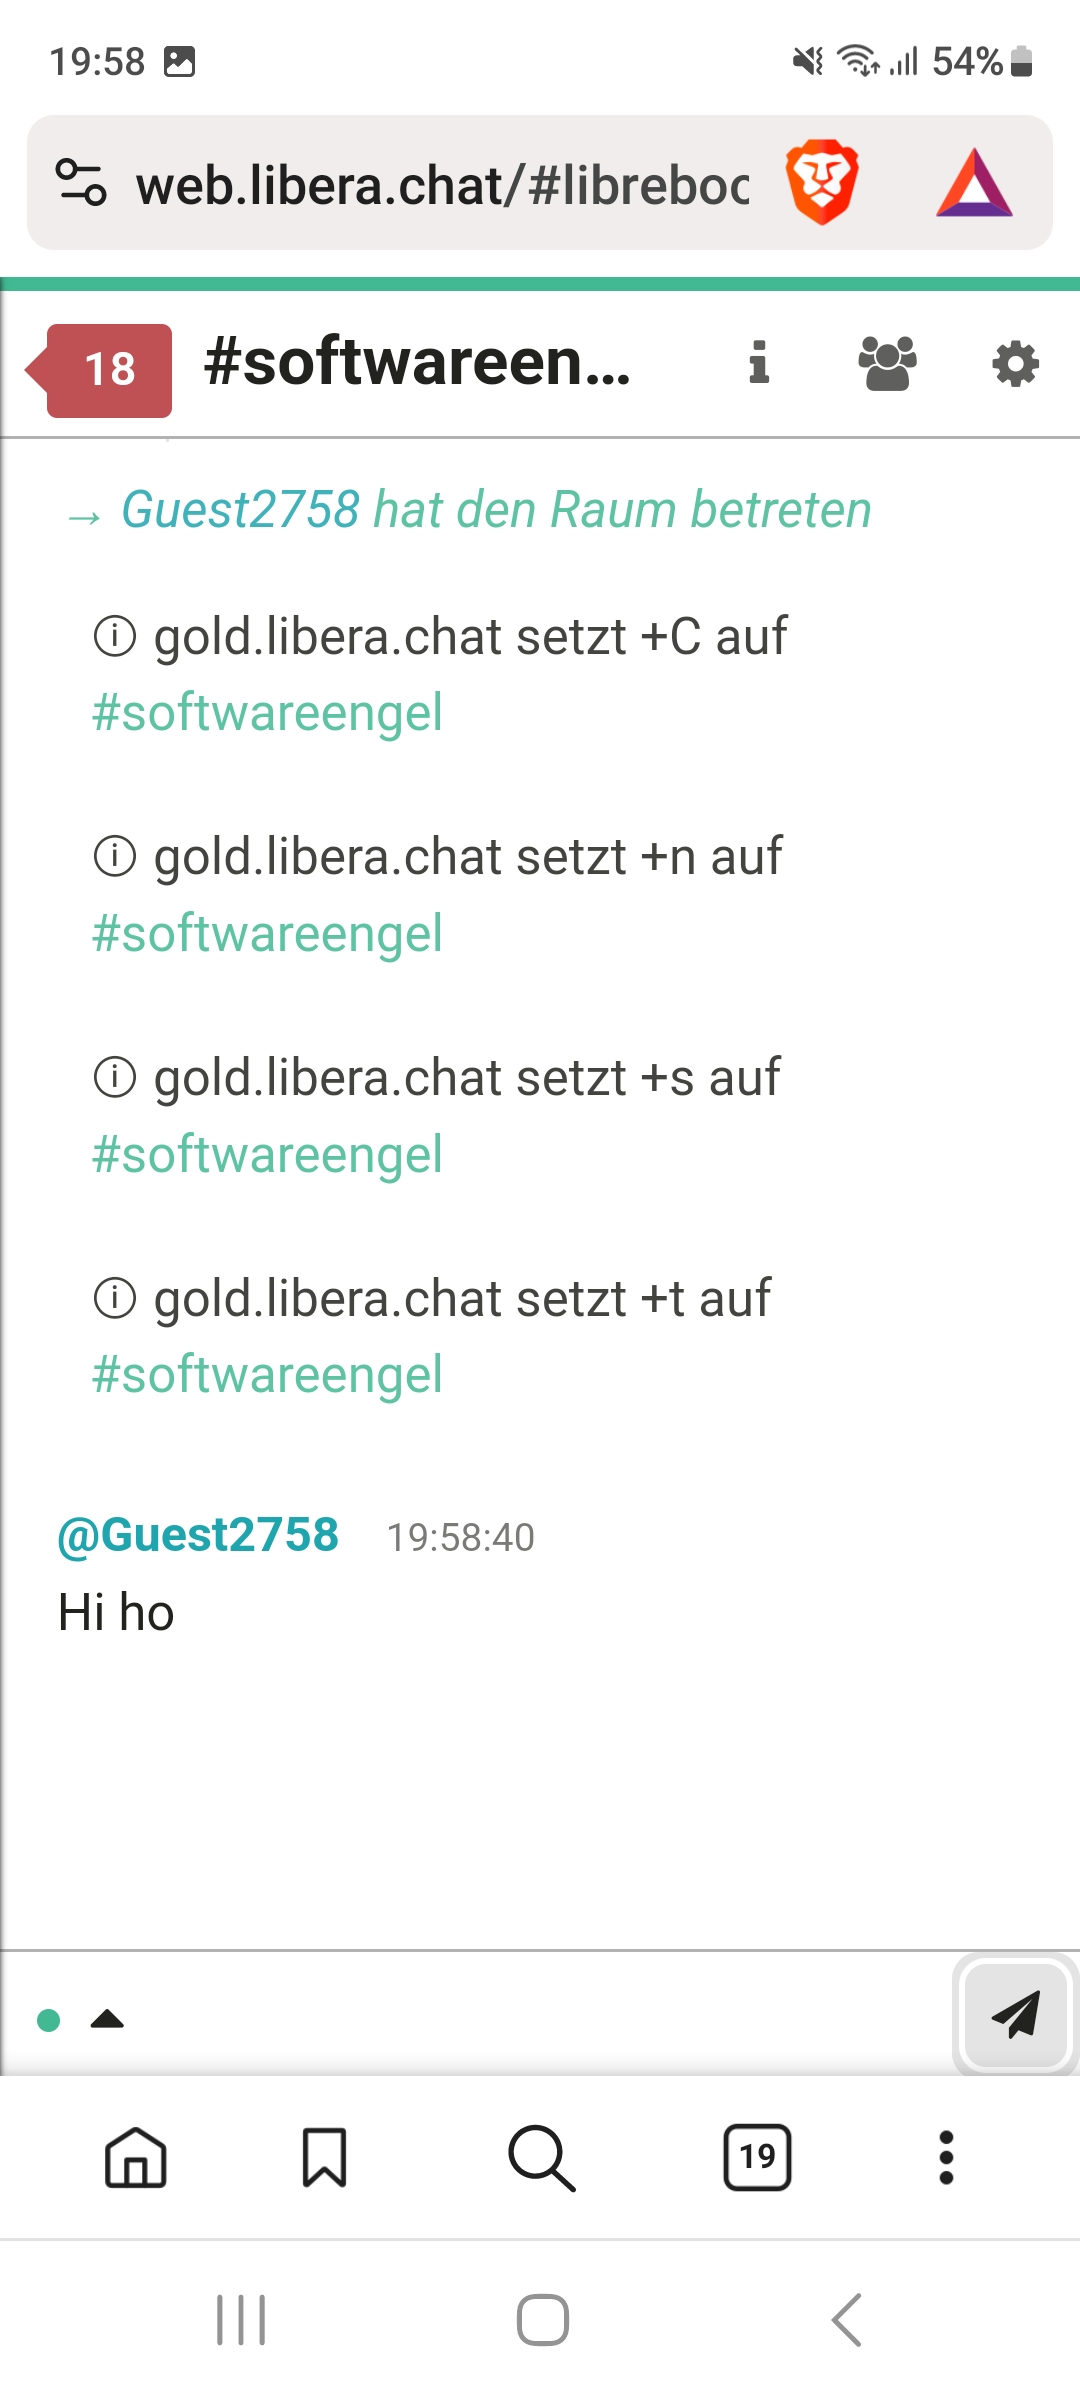 19:58 54%
web.libera.chat/#libreboo
18 #softwareen...
→ Guest2758 hat den Raum betreten
gold.libera.chat setzt +C auf
#softwareengel
gold.libera.chat setzt +n auf
#softwareengel
gold.libera.chat setzt +s auf
#softwareengel
gold.libera.chat setzt +t auf
#softwareengel
@Guest2758 19:58:40
Hi ho
19